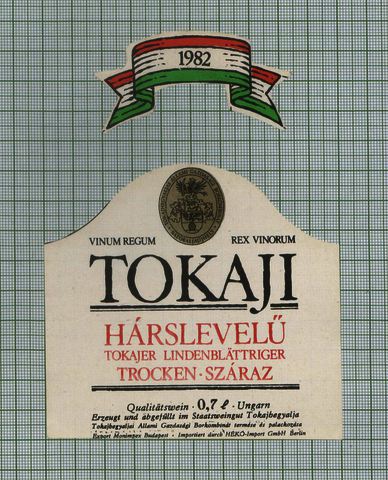 1982
VINUM REGUM REX VINORUM
TOKAJI
HÁRSLEVELŰ
TOKAJER LINDENBLÄTTRIGER
TROCKEN · SZÁRAZ
Qualitätswein · 0,7 ℓ · Ungarn
Erzeugt und abgefüllt im Staatsweingut Tokajhegyalja
Tokajhegyaljai Állami Gazdasági Borkombinát termése és palackozása
Export Monimpex Budapest · Importiert durch HEKO-Import GmbH Berlin